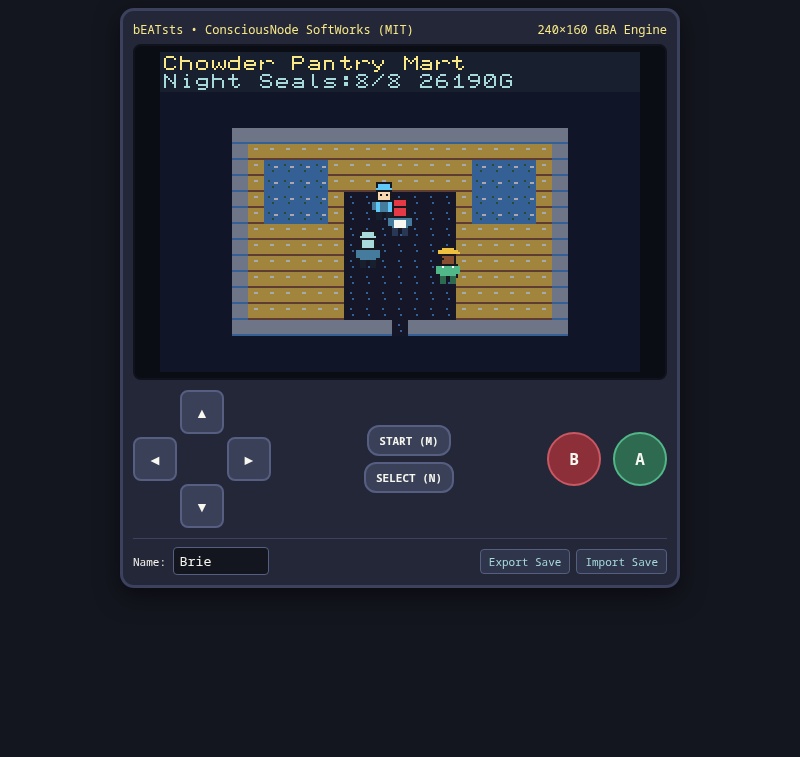 bEATsts • ConsciousNode SoftWorks (MIT)
240×160 GBA Engine
Chowder Pantry Mart
Night Seals:8/8 26190G
▲
◀
▶
▼
START (M)
SELECT (N)
B
A
Name:
Brie
Export Save
Import Save